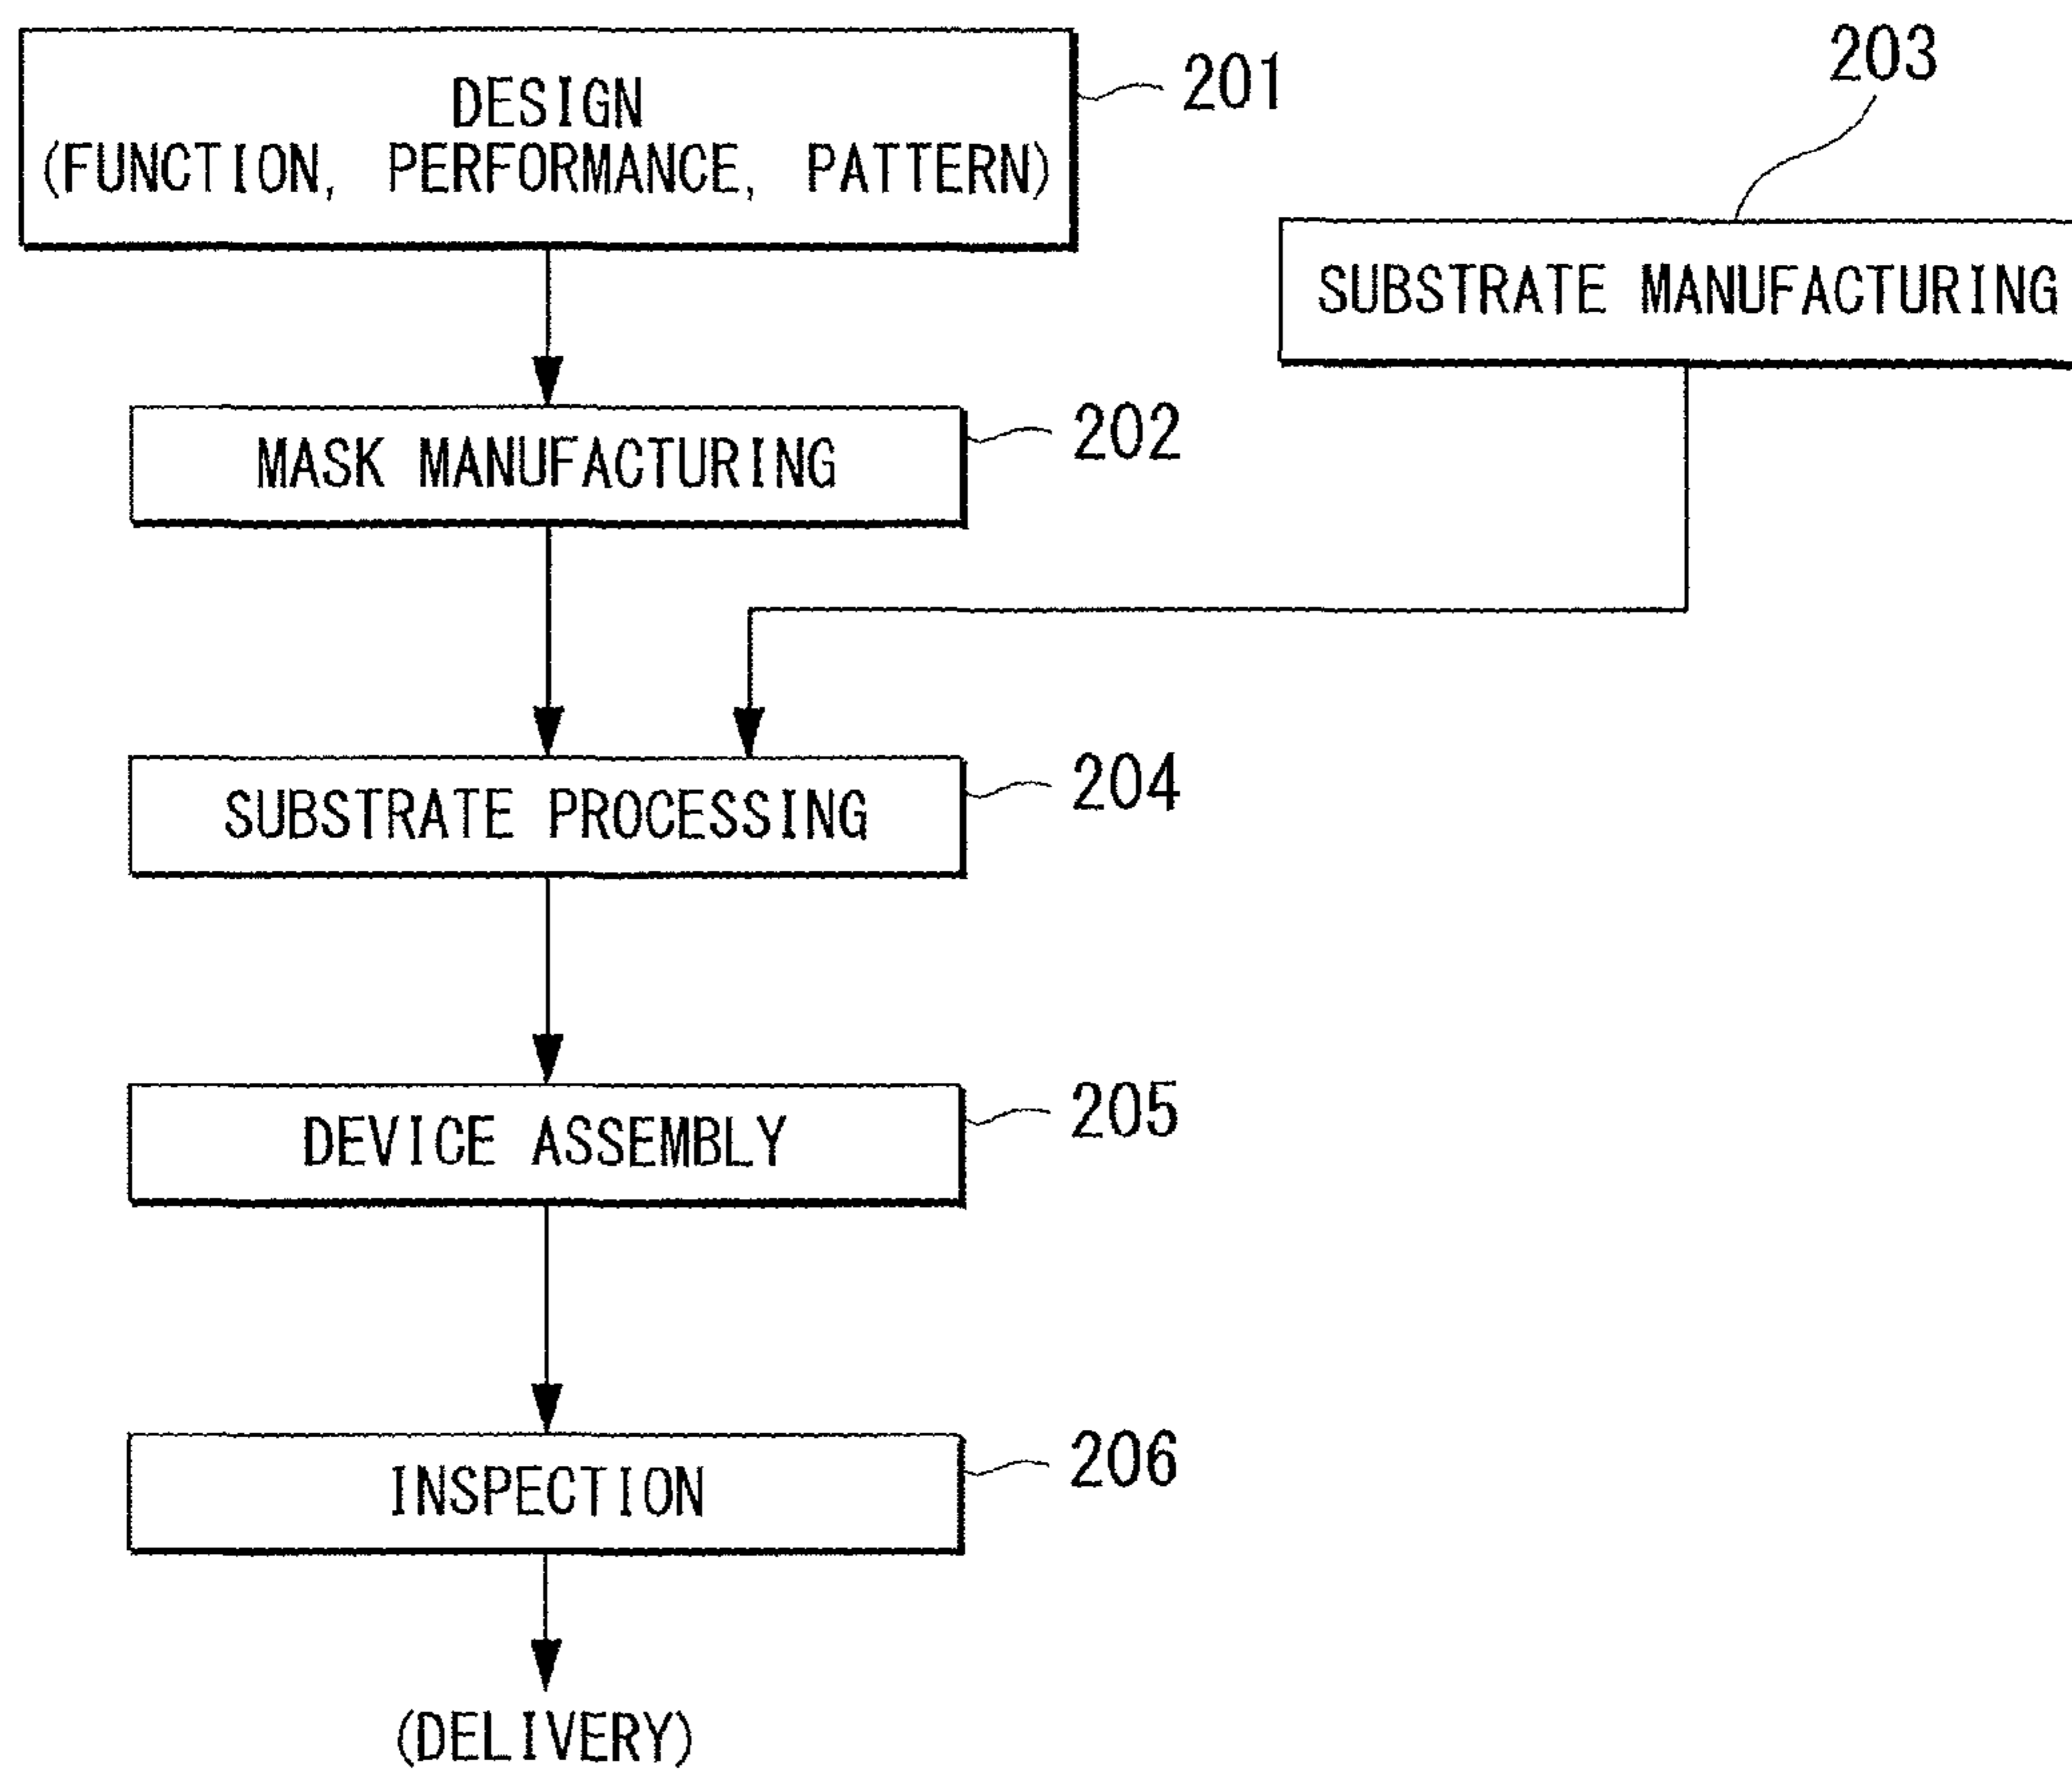 DESIGN
(FUNCTION, PERFORMANCE, PATTERN)
201
203
SUBSTRATE MANUFACTURING
MASK MANUFACTURING
202
SUBSTRATE PROCESSING
204
DEVICE ASSEMBLY
205
INSPECTION
206
(DELIVERY)